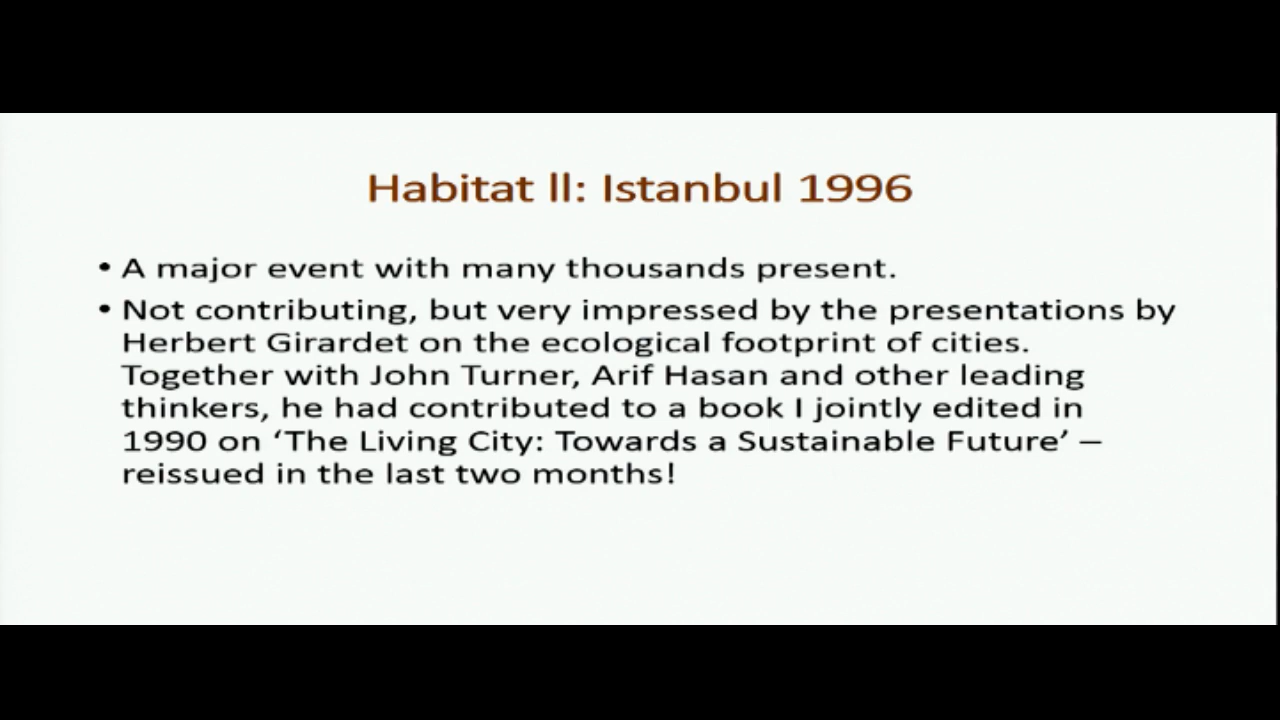 Habitat ll: Istanbul 1996
• A major event with many thousands present.
• Not contributing, but very impressed by the presentations by
Herbert Girardet on the ecological footprint of cities.
Together with John Turner, Arif Hasan and other leading
thinkers, he had contributed to a book I jointly edited in
1990 on ‘The Living City: Towards a Sustainable Future’ –
reissued in the last two months!